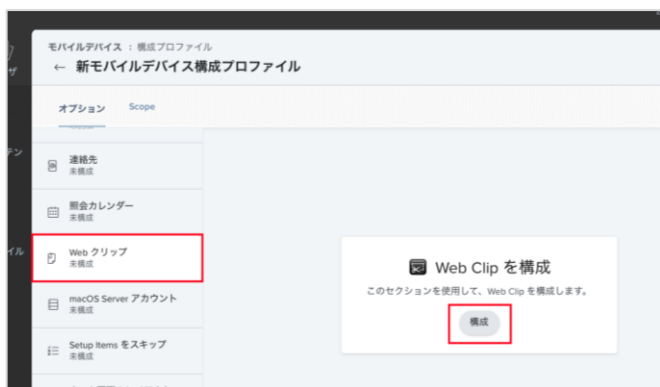 モバイルデバイス ： 構成プロファイル
← 新モバイルデバイス構成プロファイル
オプション Scope
連絡先
未構成
照会カレンダー
未構成
Web クリップ
未構成
macOS Server アカウント
未構成
Setup Items をスキップ
未構成
Web Clip を構成
このセクションを使用して、Web Clip を構成します。
構成